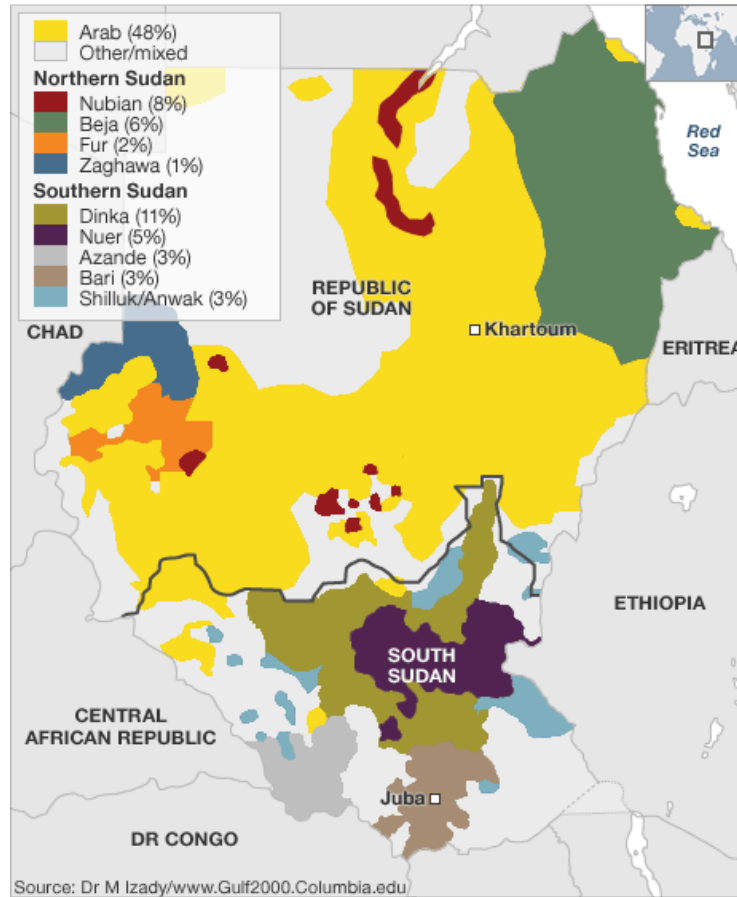 Arab (48%)
Other/mixed
Northern Sudan
Nubian (8%)
Beja (6%)
Fur (2%)
Zaghawa (1%)
Southern Sudan
Dinka (11%)
Nuer (5%)
Azande (3%)
Bari (3%)
Shilluk/Anwak (3%)
Red
Sea
REPUBLIC
OF SUDAN
CHAD
Khartoum
ERITREA
ETHIOPIA
SOUTH
SUDAN
CENTRAL
AFRICAN REPUBLIC
Juba
DR CONGO
Source: Dr M Izady/www.Gulf2000.Columbia.edu